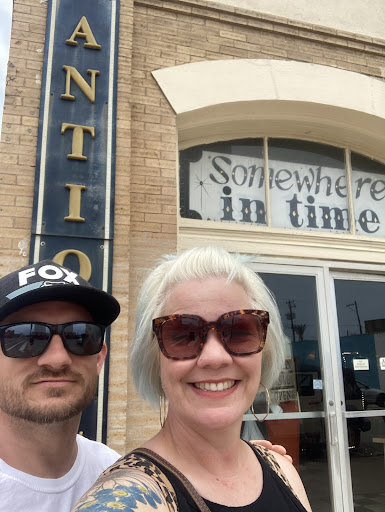 ANTIQ
Somewhere
in time
FOX